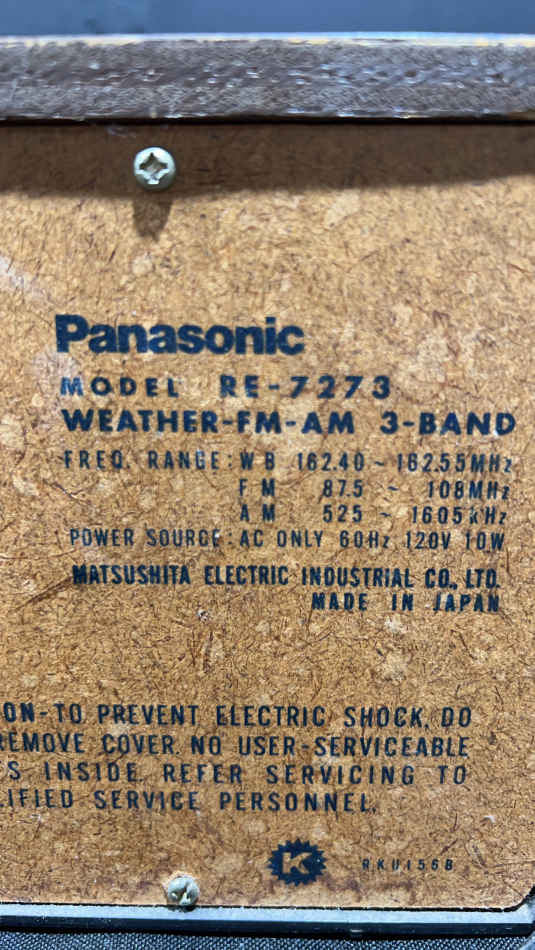 Panasonic
MODEL RE-7273
WEATHER-FM-AM 3-BAND
FREQ. RANGE: WB 162.40 ~ 162.55MHz
FM 87.5 ~ 108MHz
AM 525 ~ 1605kHz
POWER SOURCE: AC ONLY 60Hz 120V 10W
MATSUSHITA ELECTRIC INDUSTRIAL CO., LTD.
MADE IN JAPAN
ON-TO PREVENT ELECTRIC SHOCK, DO
REMOVE COVER. NO USER-SERVICEABLE
S INSIDE. REFER SERVICING TO
LIFIED SERVICE PERSONNEL.
K RKU156B